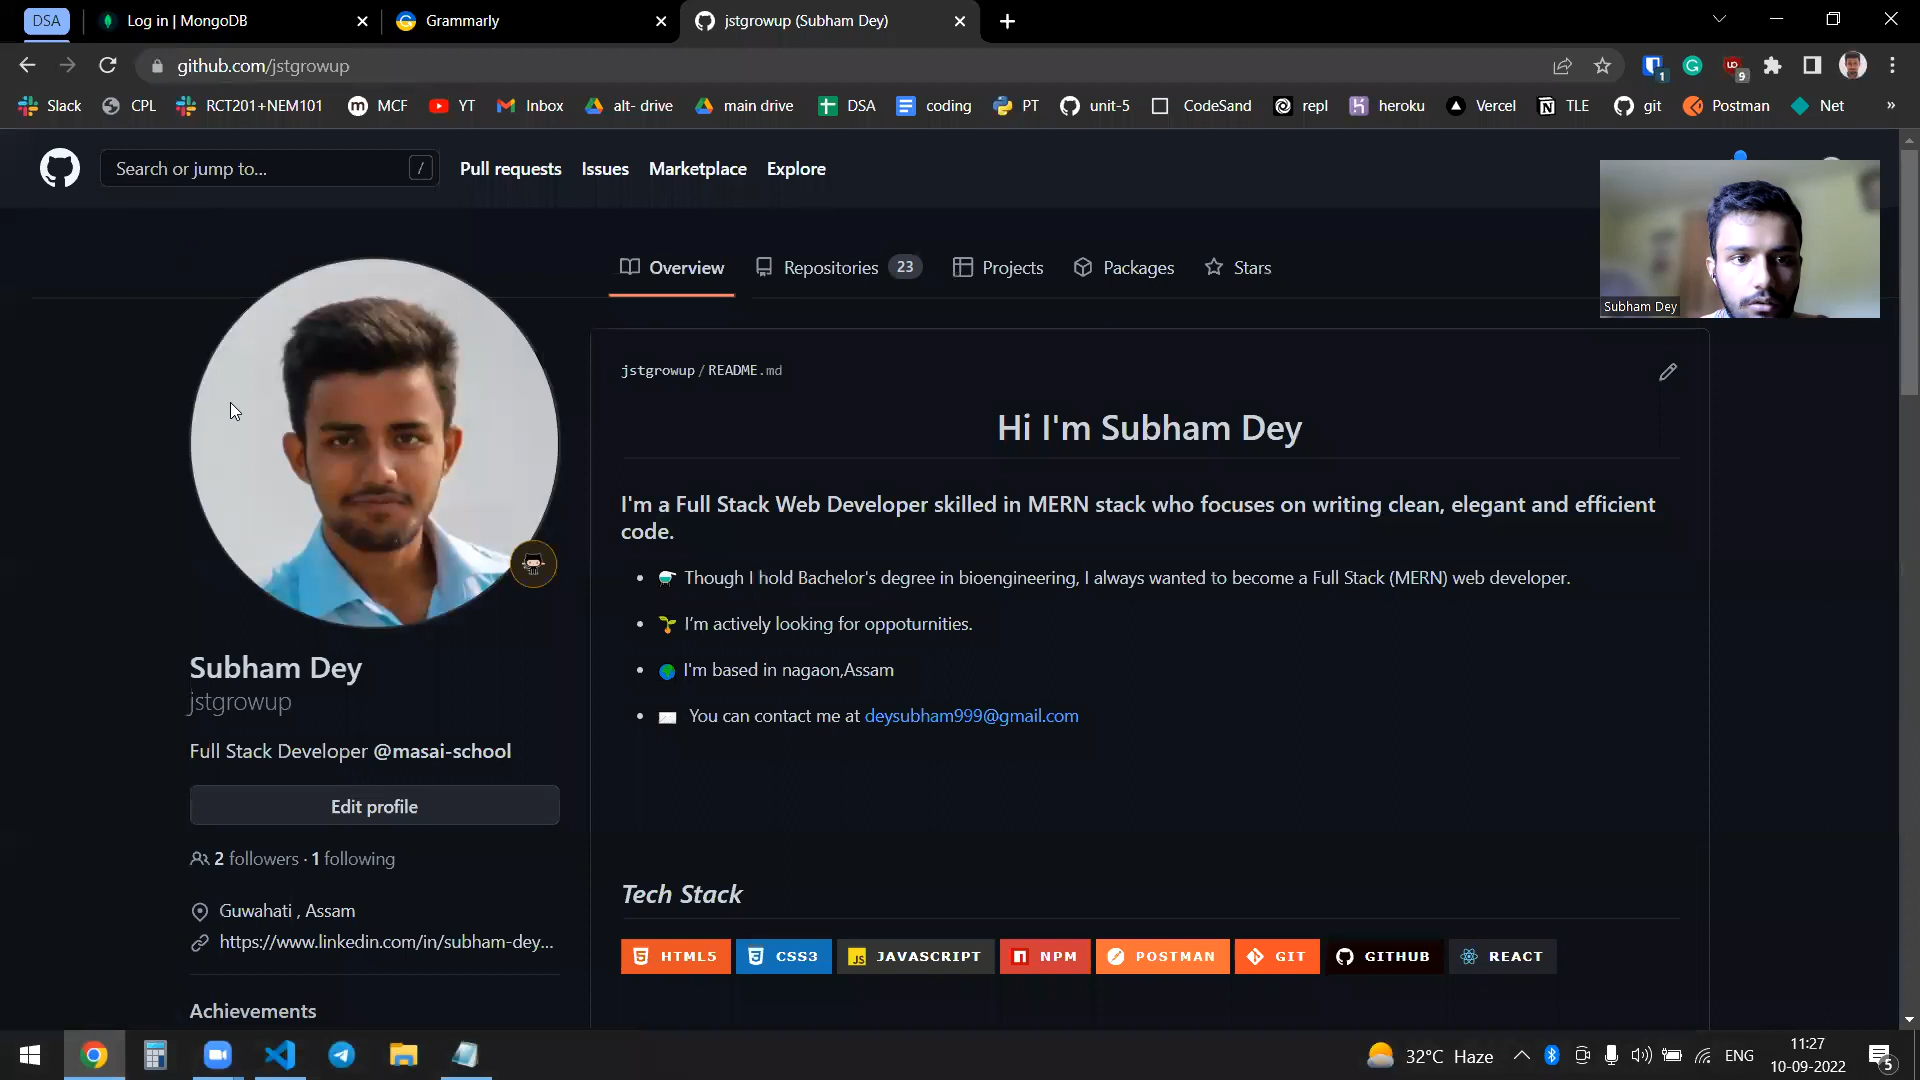 DSA
Log in | MongoDB
Grammarly
jstgrowup (Subham Dey)
github.com/jstgrowup
1
9
Slack
CPL
RCT201+NEM101
MCF
YT
Inbox
alt- drive
main drive
DSA
coding
PT
unit-5
CodeSand
repl
heroku
Vercel
TLE
git
Postman
Net
»
Search or jump to...
/
Pull requests
Issues
Marketplace
Explore
Subham Dey
Overview
Repositories 23
Projects
Packages
Stars
jstgrowup / README.md
Hi I'm Subham Dey
I'm a Full Stack Web Developer skilled in MERN stack who focuses on writing clean, elegant and efficient
code.
Though I hold Bachelor's degree in bioengineering, I always wanted to become a Full Stack (MERN) web developer.
I'm actively looking for oppoturnities.
I'm based in nagaon,Assam
You can contact me at deysubham999@gmail.com
Subham Dey
jstgrowup
Full Stack Developer @masai-school
Edit profile
2 followers · 1 following
Guwahati , Assam
https://www.linkedin.com/in/subham-dey...
Achievements
Tech Stack
HTML5
CSS3
JS JAVASCRIPT
NPM
POSTMAN
GIT
GITHUB
REACT
32°C Haze
ENG
11:27
10-09-2022
5